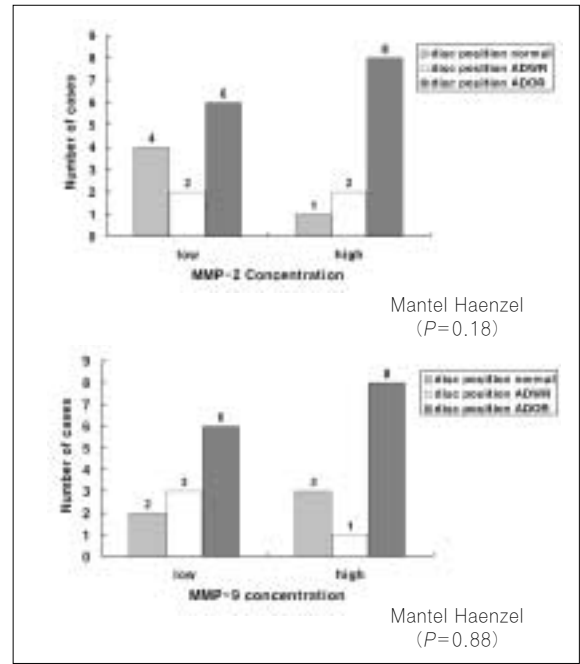 9
8
7
6
5
4
3
2
1
0
Number of cases
4
2
6
1
2
8
low
high
MMP-2 Concentration
disc position normal
disc position ADWR
disc position ADOR
Mantel Haenzel
(P=0.18)
9
8
7
6
5
4
3
2
1
0
Number of cases
2
3
6
3
1
8
low
high
MMP-9 concentration
disc position normal
disc position ADWR
disc position ADOR
Mantel Haenzel
(P=0.88)